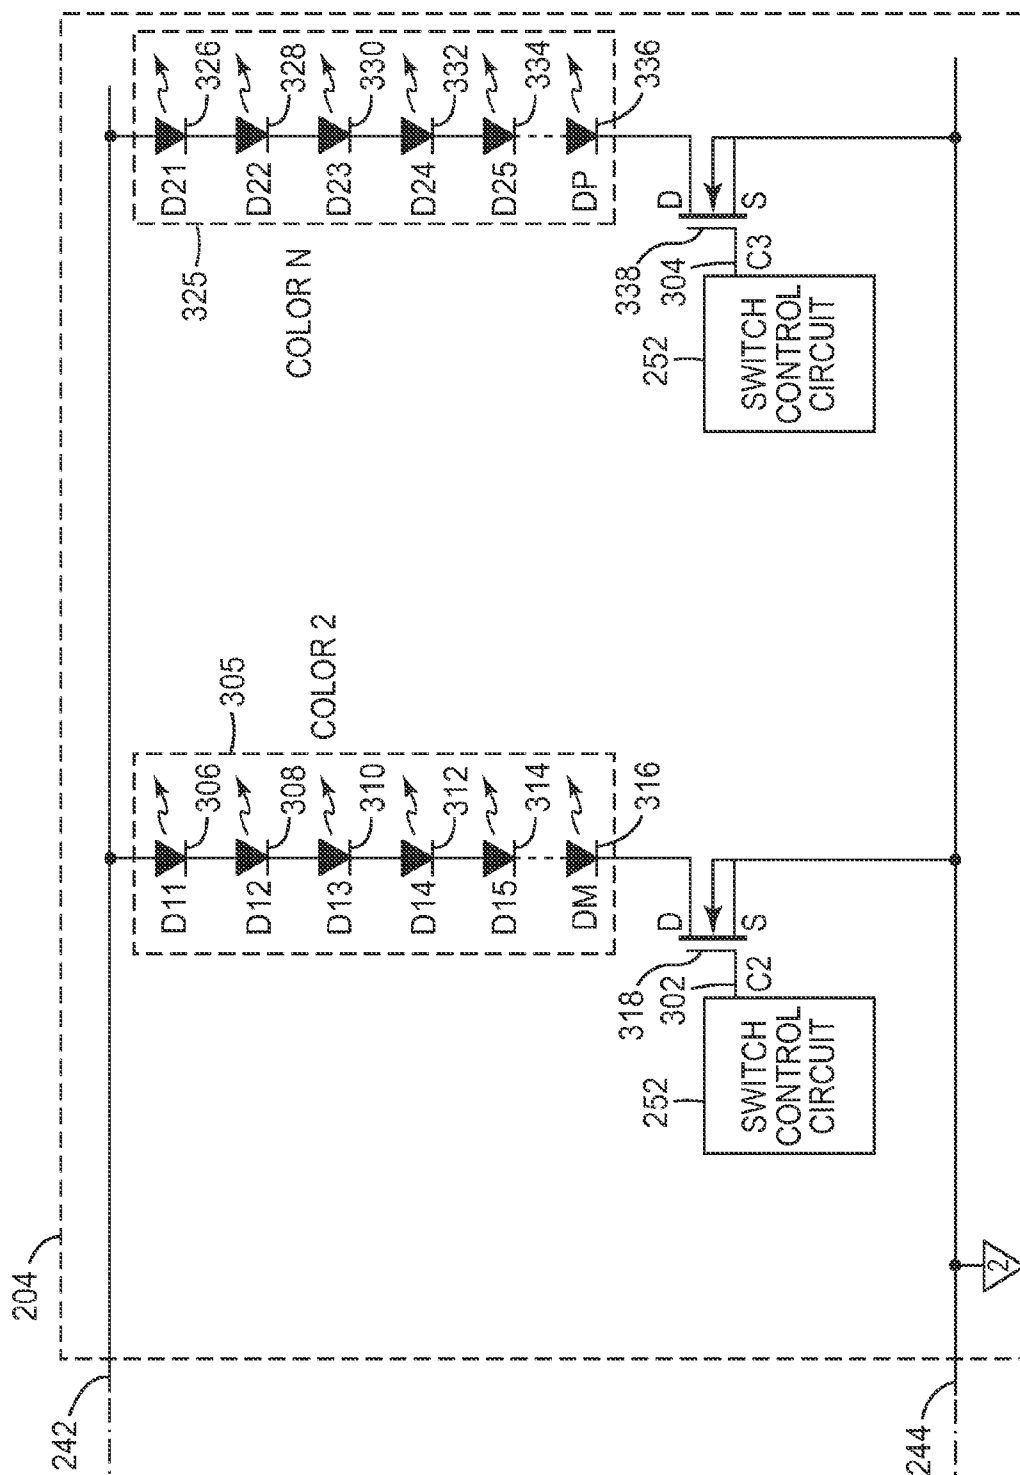 204
242
244
2
305
COLOR 2
D11
306
D12
308
D13
310
D14
312
D15
314
DM
316
D
S
318
302
C2
252
SWITCH
CONTROL
CIRCUIT
325
COLOR N
D21
326
D22
328
D23
330
D24
332
D25
334
DP
336
D
S
338
304
C3
252
SWITCH
CONTROL
CIRCUIT